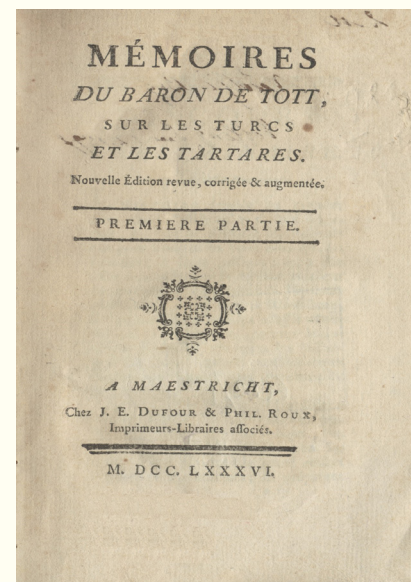 MÉMOIRES
DU BARON DE TOTT,
SUR LES TURCS
ET LES TARTARES.
Nouvelle Édition revue, corrigée & augmentée.
PREMIERE PARTIE.
A MAESTRICHT,
Chez J. E. DUFOUR & PHIL. ROUX,
Imprimeurs-Libraires associés.
M. DCC. LXXXVI.